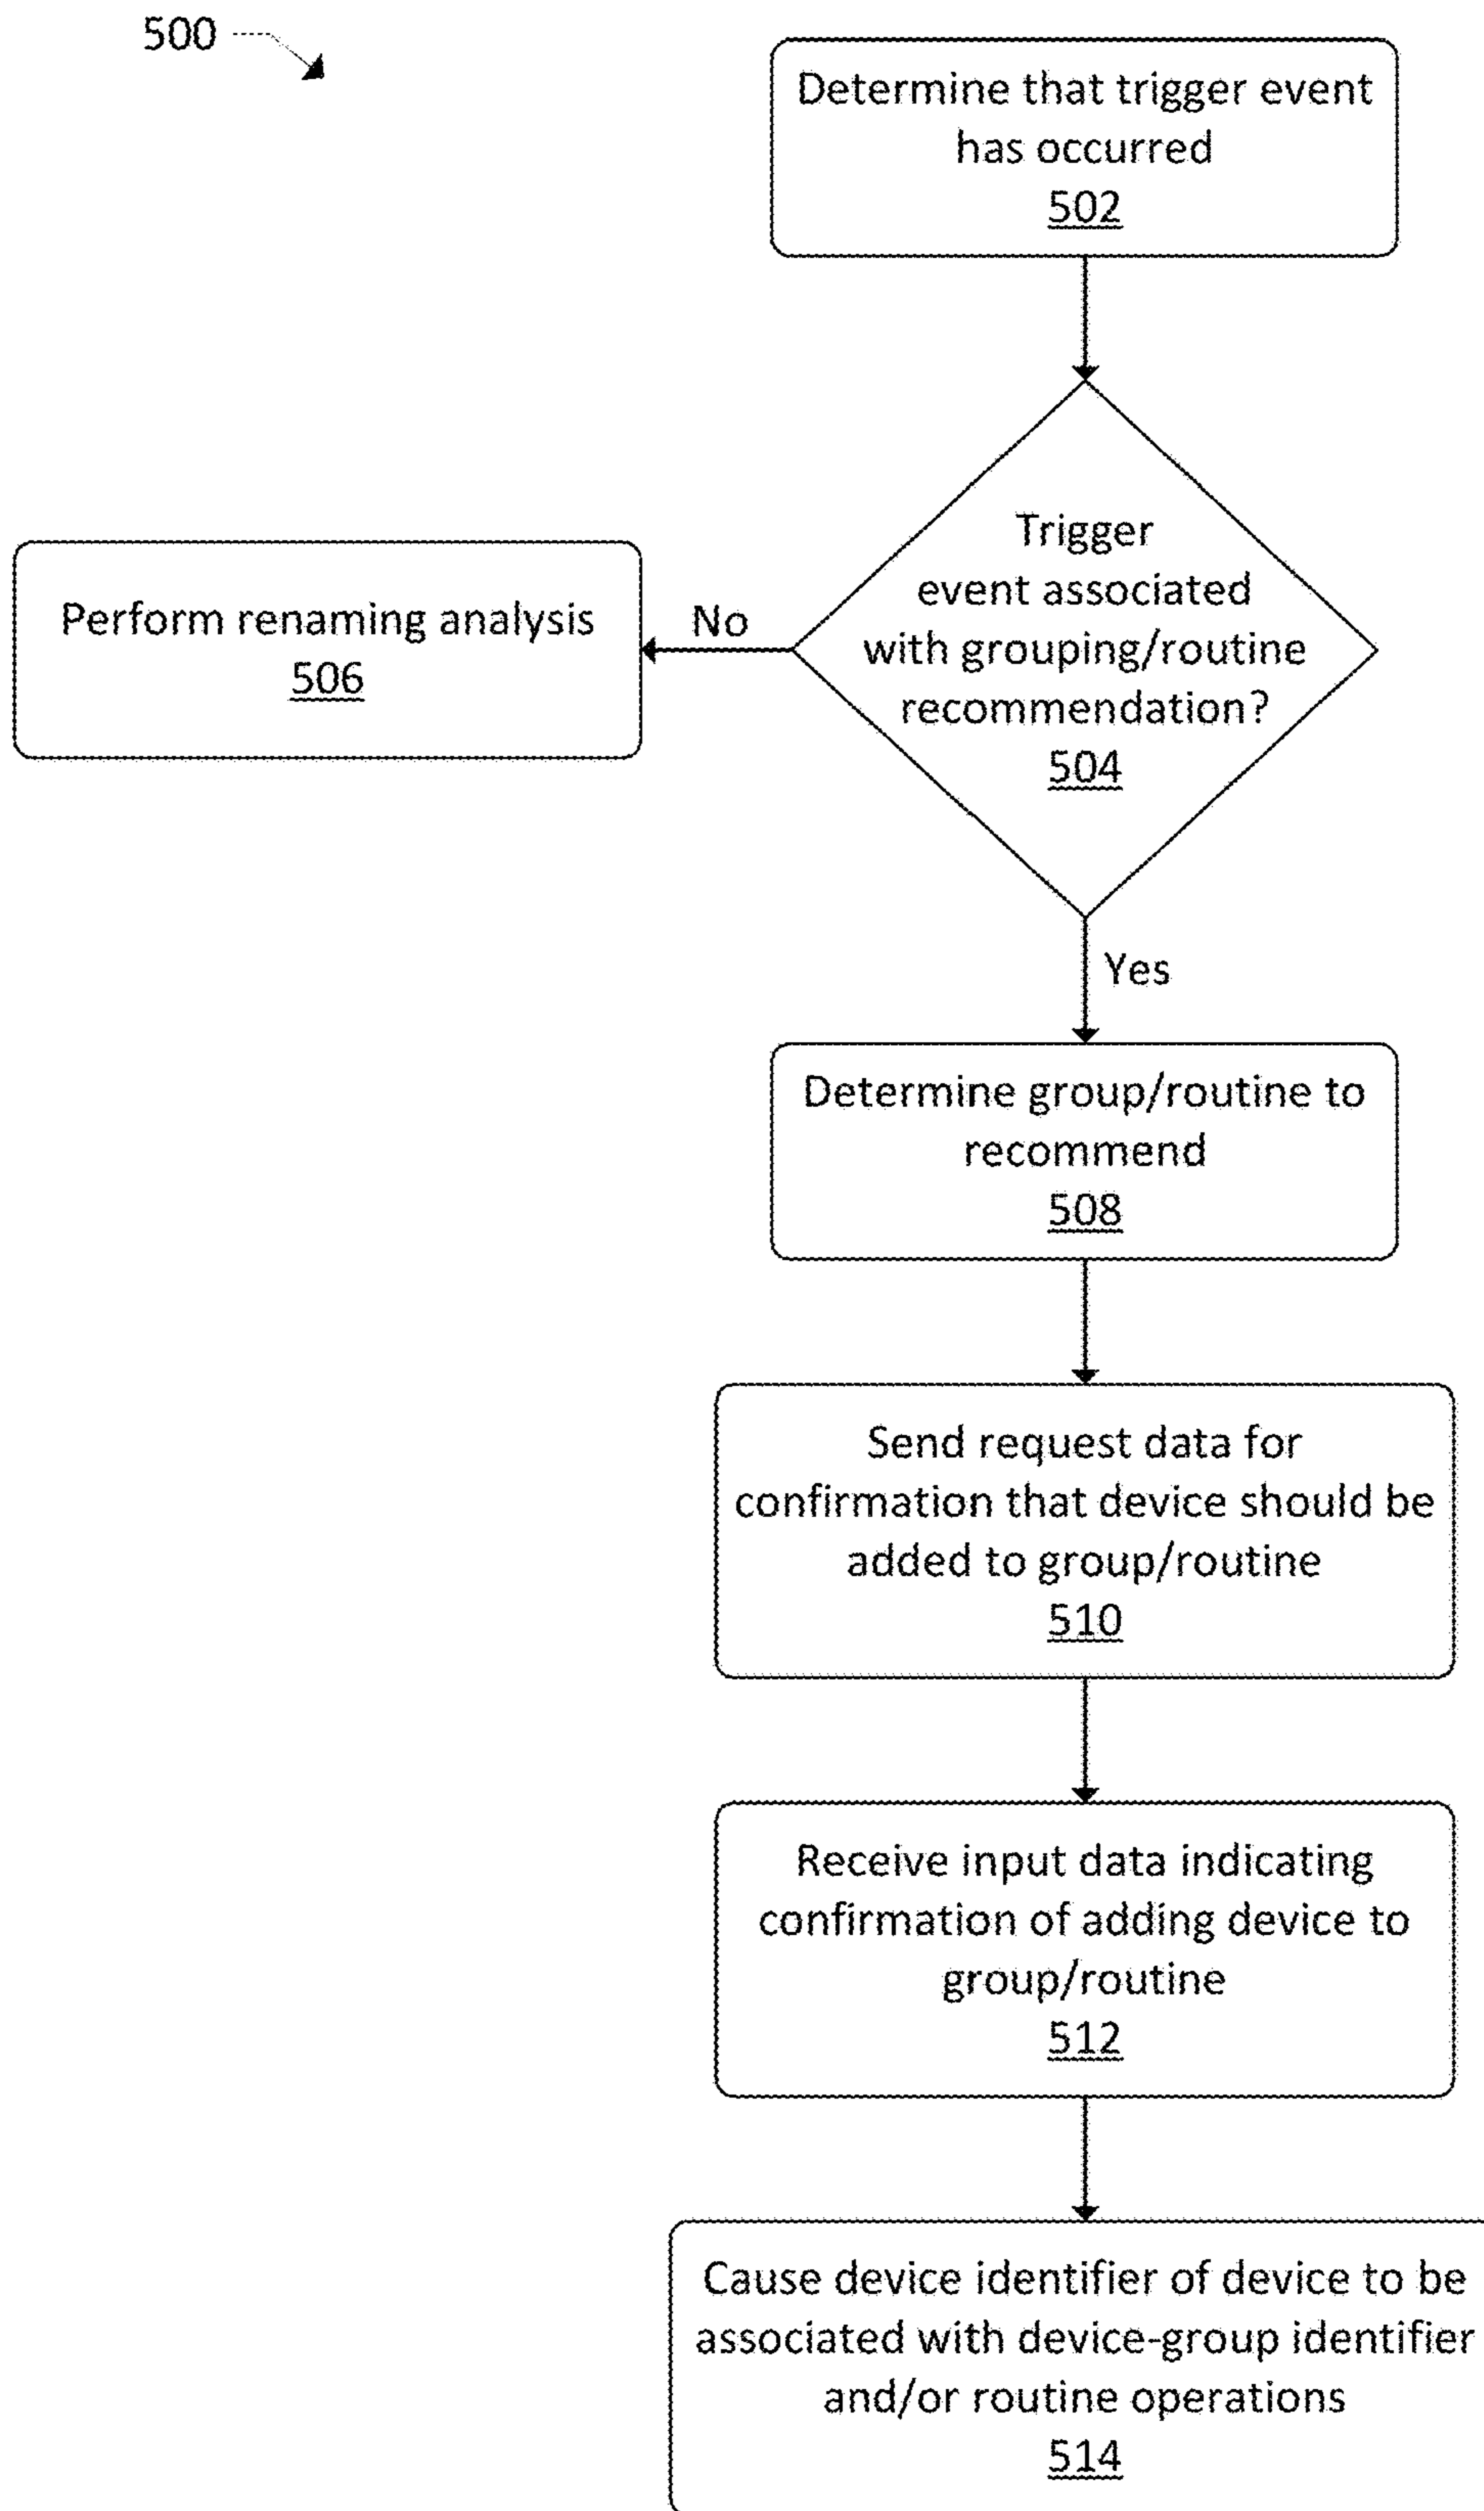 500
Determine that trigger event
has occurred
502
Trigger
event associated
with grouping/routine
recommendation?
504
No
Perform renaming analysis
506
Yes
Determine group/routine to
recommend
508
Send request data for
confirmation that device should be
added to group/routine
510
Receive input data indicating
confirmation of adding device to
group/routine
512
Cause device identifier of device to be
associated with device-group identifier
and/or routine operations
514